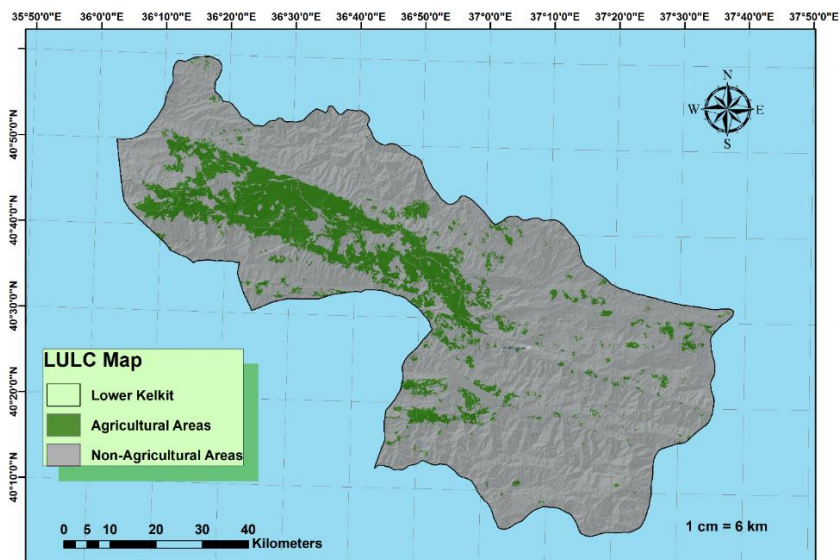 35°50'0"E 36°0'0"E 36°10'0"E 36°20'0"E 36°30'0"E 36°40'0"E 36°50'0"E 37°0'0"E 37°10'0"E 37°20'0"E 37°30'0"E 37°40'0"E 37°50'0"E
N
W E
S
40°50'0"N
40°40'0"N
40°30'0"N
40°20'0"N
40°10'0"N
LULC Map
Lower Kelkit
Agricultural Areas
Non-Agricultural Areas
0 5 10 20 30 40
Kilometers
1 cm = 6 km